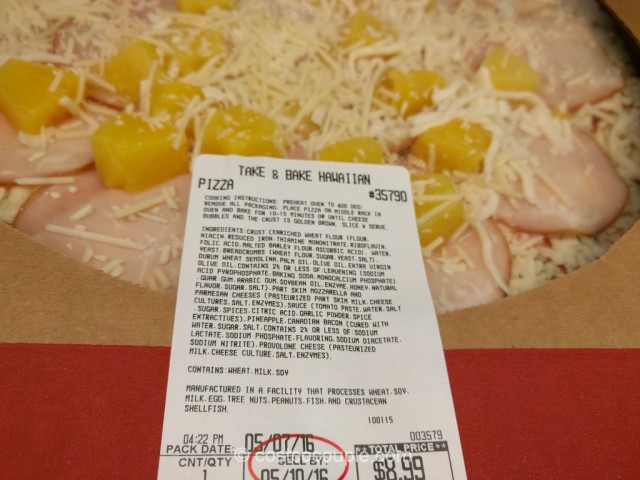 TAKE & BAKE HAWAIIAN
PIZZA
#35790
COOKING INSTRUCTIONS: PREHEAT OVEN TO 400 DEG.
REMOVE ALL PACKAGING. PLACE PIZZA ON MIDDLE RACK IN
OVEN AND BAKE FOR 10-15 MINUTES OR UNTIL CHEESE
BUBBLES AND THE CRUST IS GOLDEN BROWN. SLICE & SERVE.
INGREDIENTS:CRUST (ENRICHED WHEAT FLOUR (FLOUR,
NIACIN,REDUCED IRON,THIAMINE MONONITRATE,RIBOFLAVIN,
FOLIC ACID,MALTED BARLEY FLOUR,ASCORBIC ACID), WATER,
YEAST,BREADCRUMBS (WHEAT FLOUR,SUGAR,YEAST,SALT),
DURUM WHEAT SEMOLINA,PALM OIL,OLIVE OIL,EXTRA VIRGIN
OLIVE OIL,CONTAINS 2% OR LESS OF LEAVENING (SODIUM
ACID PYROPHOSPHATE,BAKING SODA,MONOCALCIUM PHOSPHATE)
GUAR GUM,ARABIC GUM,SOYBEAN OIL,ENZYME,HONEY,NATURAL
FLAVOR,SUGAR,SALT),PART SKIM MOZZARELLA AND
PARMESAN CHEESES (PASTEURIZED PART SKIM MILK,CHEESE
CULTURES,SALT,ENZYMES),SAUCE (TOMATO PASTE,WATER,SALT
,SUGAR,SPICES,CITRIC ACID,GARLIC POWDER,SPICE
EXTRACTIVES),PINEAPPLE,CANADIAN BACON (CURED WITH
WATER,SUGAR,SALT,CONTAINS 2% OR LESS OF:SODIUM
LACTATE,SODIUM PHOSPHATE,FLAVORING,SODIUM DIACETATE,
SODIUM NITRITE),PROVOLONE CHEESE (PASTEURIZED
MILK,CHEESE CULTURE,SALT,ENZYMES).
CONTAINS:WHEAT,MILK,SOY
MANUFACTURED IN A FACILITY THAT PROCESSES WHEAT,SOY,
MILK,EGG,TREE NUTS,PEANUTS,FISH,AND CRUSTACEAN
SHELLFISH.
100115
04:22 PM 003579
PACK DATE: 05/07/16 **TOTAL PRICE**
CNT/QTY SELL BY $8.99
1 05/10/16
© costcocouple.com